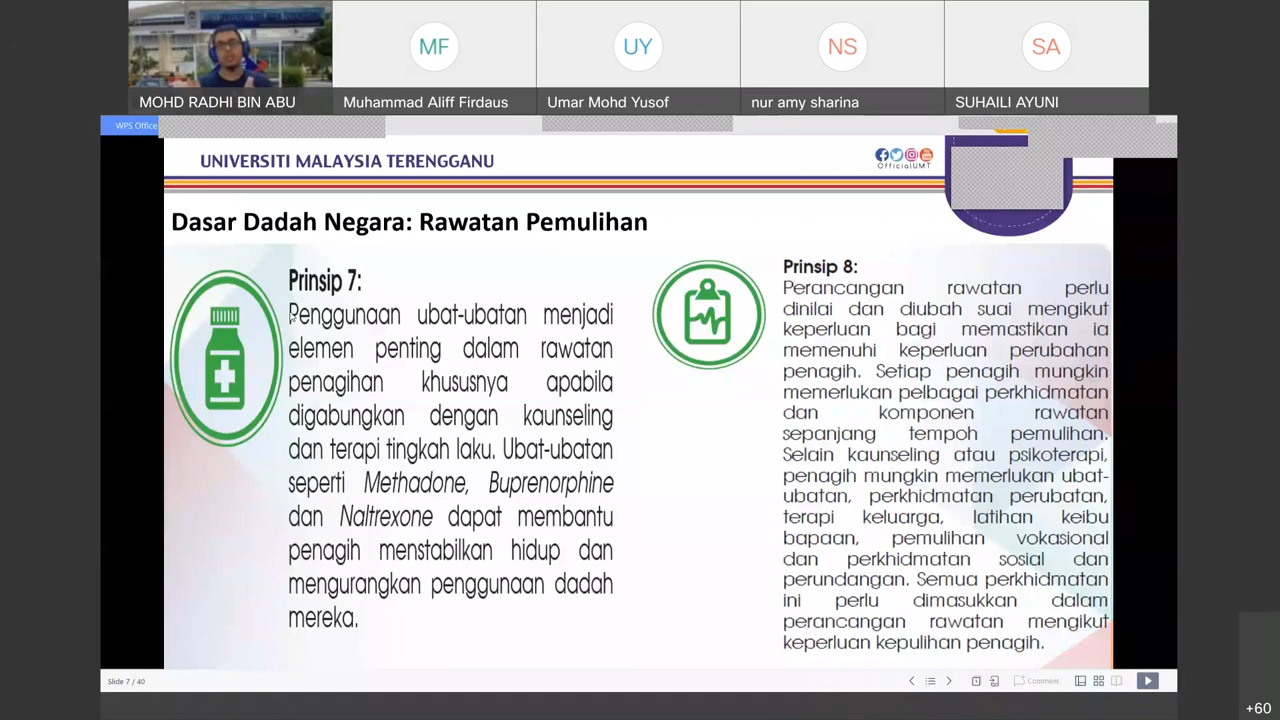 MF
UY
NS
SA
MOHD RADHI BIN ABU
Muhammad Aliff Firdaus
Umar Mohd Yusof
nur amy sharina
SUHAILI AYUNI
WPS Office
UNIVERSITI MALAYSIA TERENGGANU
OfficialUMT
Dasar Dadah Negara: Rawatan Pemulihan
Prinsip 7:
Penggunaan ubat-ubatan menjadi
elemen penting dalam rawatan
penagihan khususnya apabila
digabungkan dengan kaunseling
dan terapi tingkah laku. Ubat-ubatan
seperti Methadone, Buprenorphine
dan Naltrexone dapat membantu
penagih menstabilkan hidup dan
mengurangkan penggunaan dadah
mereka.
Prinsip 8:
Perancangan rawatan perlu
dinilai dan diubah suai mengikut
keperluan bagi memastikan ia
memenuhi keperluan perubahan
penagih. Setiap penagih mungkin
memerlukan pelbagai perkhidmatan
dan komponen rawatan
sepanjang tempoh pemulihan.
Selain kaunseling atau psikoterapi,
penagih mungkin memerlukan ubat-
ubatan, perkhidmatan perubatan,
terapi keluarga, latihan keibu
bapaan, pemulihan vokasional
dan perkhidmatan sosial dan
perundangan. Semua perkhidmatan
ini perlu dimasukkan dalam
perancangan rawatan mengikut
keperluan kepulihan penagih.
Slide 7 / 40
Comment
+60